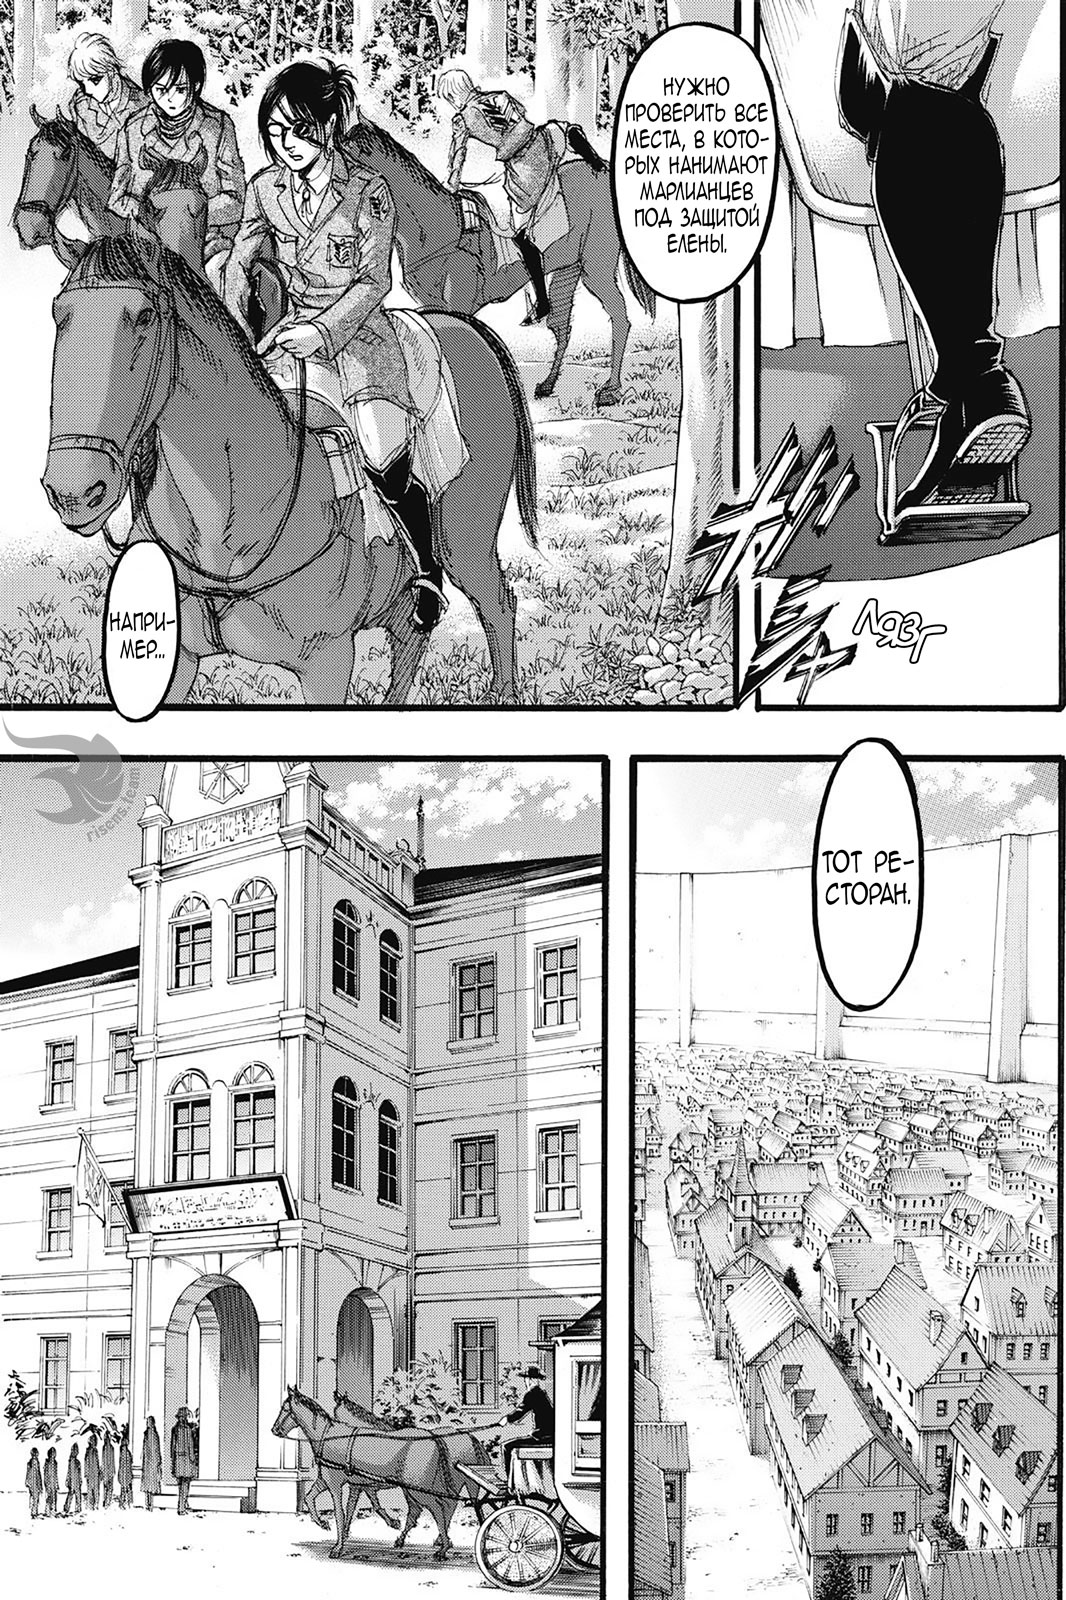 НУЖНО
ПРОВЕРИТЬ ВСЕ
МЕСТА, В КОТО-
РЫХ НАНИМАЮТ
МАРЛИАНЦЕВ
ПОД ЗАЩИТОЙ
ЕЛЕНЫ.
ЛЯЗГ
НАПРИ-
МЕР...
ТОТ РЕ-
СТОРАН.